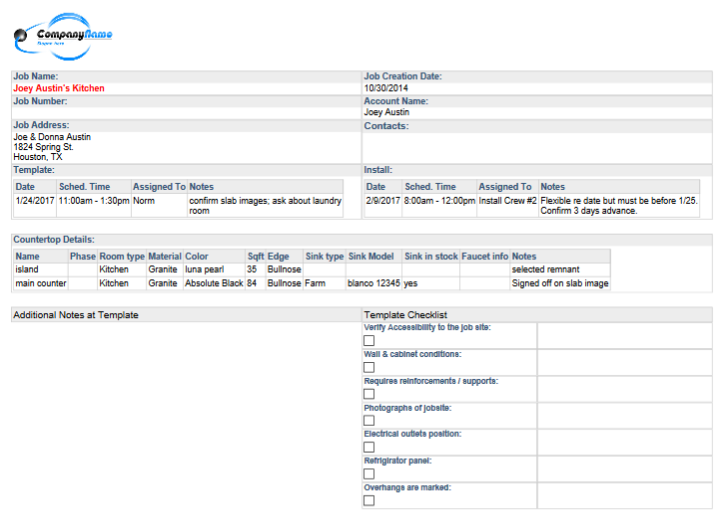 CompanyName
Slogan here
Job Name:
Joey Austin's Kitchen
Job Creation Date:
10/30/2014
Job Number:
Account Name:
Joey Austin
Job Address:
Joe & Donna Austin
1824 Spring St.
Houston, TX
Contacts:
Template:
Date Sched. Time Assigned To Notes
1/24/2017 11:00am - 1:30pm Norm confirm slab images; ask about laundry
room
Install:
Date Sched. Time Assigned To Notes
2/9/2017 8:00am - 12:00pm Install Crew #2 Flexible re date but must be before 1/25.
Confirm 3 days advance.
Countertop Details:
Name Phase Room type Material Color Sqft Edge Sink type Sink Model Sink in stock Faucet info Notes
island Kitchen Granite luna pearl 35 Bullnose selected remnant
main counter Kitchen Granite Absolute Black 84 Bullnose Farm blanco 12345 yes Signed off on slab image
Additional Notes at Template
Template Checklist
Verify Accessibility to the job site:
Wall & cabinet conditions:
Requires reinforcements / supports:
Photographs of jobsite:
Electrical outlets position:
Refrigirator panel:
Overhangs are marked: